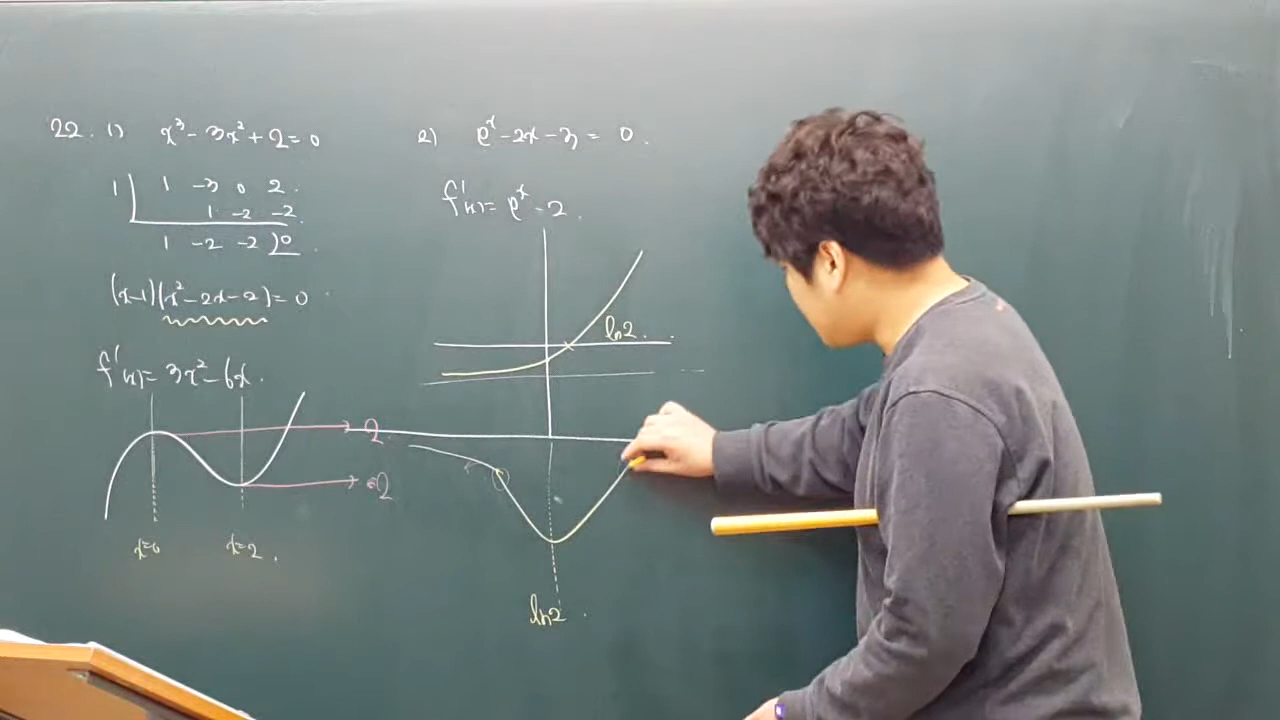 22. 1) x³-3x²+2=0
1 | 1 -3 0 2.
1 -2 -2
1 -2 -2 0
(x-1)(x²-2x-2)=0
f'(x)=3x²-6x.
2
-2
x=0 x=2.
2) eˣ-2x-3=0.
f'(x)=eˣ-2.
ln2.
ln2.